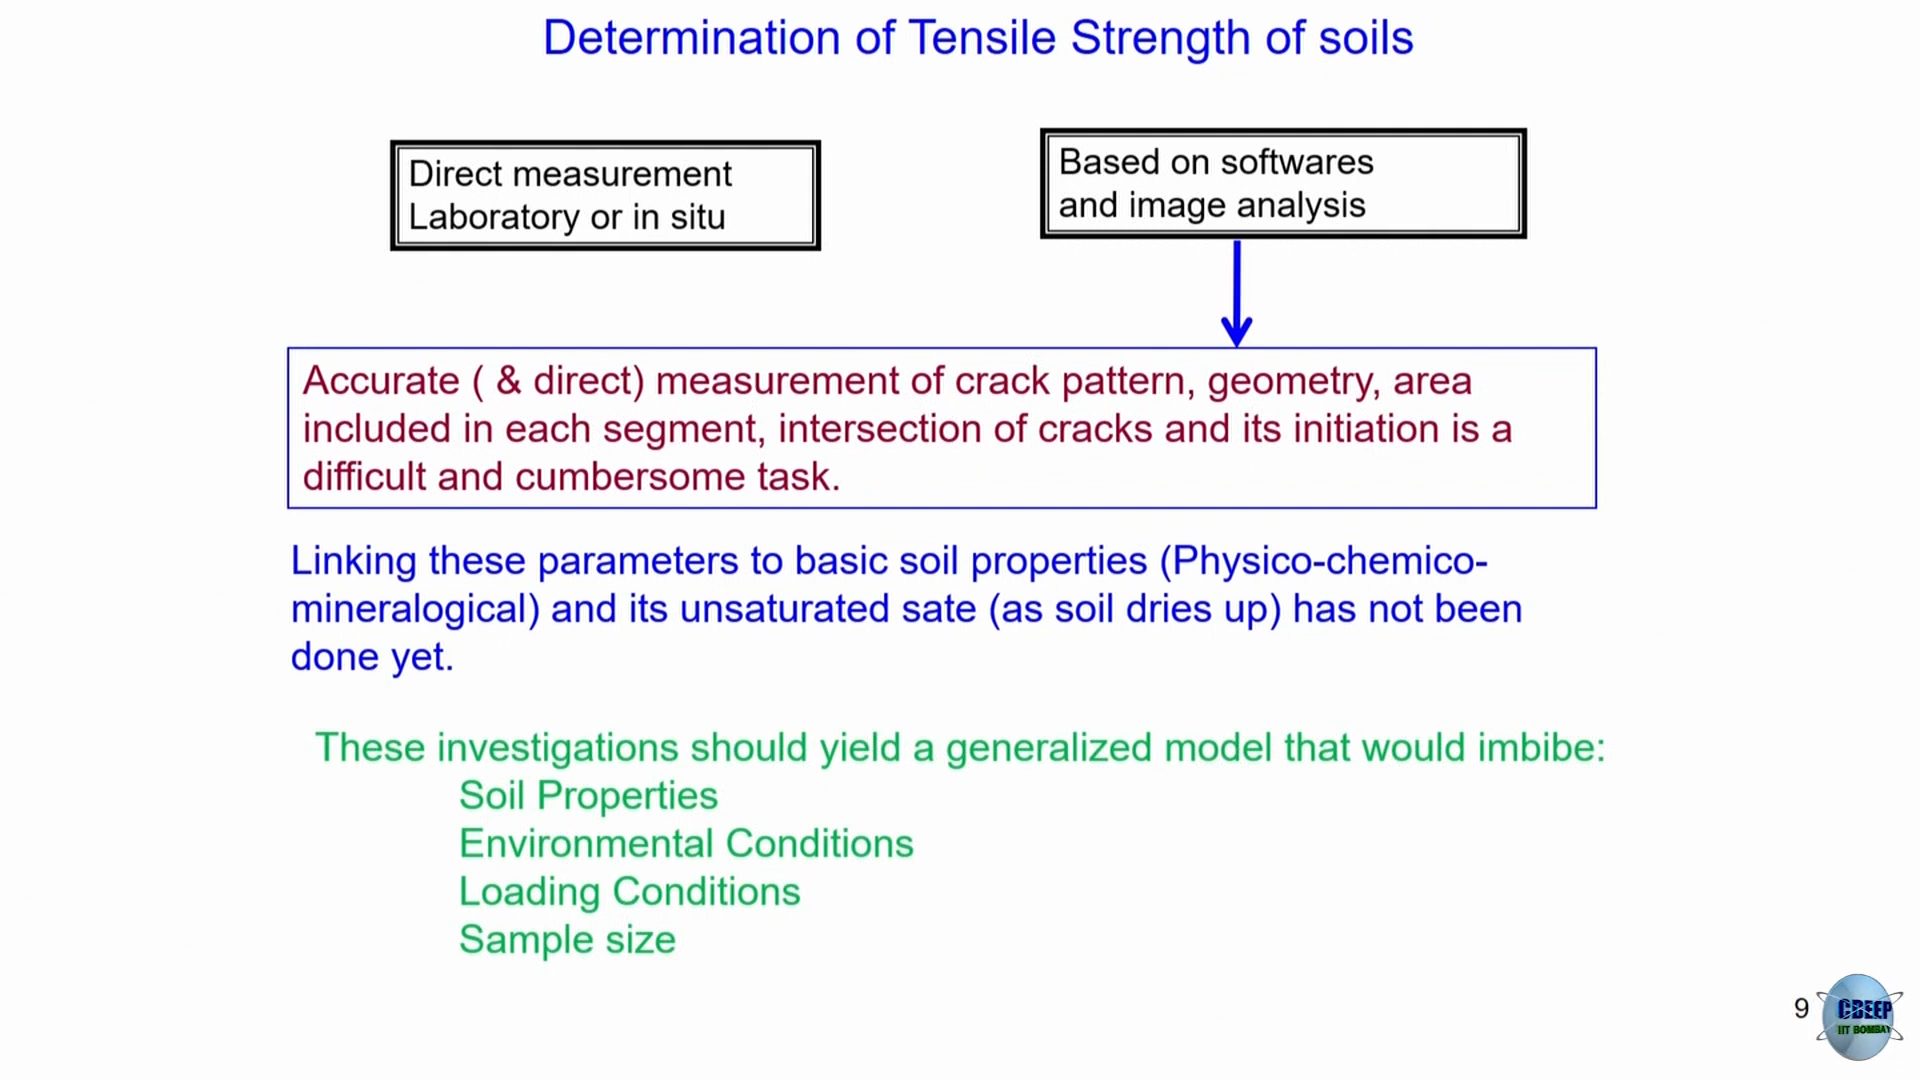 Determination of Tensile Strength of soils
Direct measurement
Laboratory or in situ
Based on softwares
and image analysis
Accurate ( & direct) measurement of crack pattern, geometry, area
included in each segment, intersection of cracks and its initiation is a
difficult and cumbersome task.
Linking these parameters to basic soil properties (Physico-chemico-
mineralogical) and its unsaturated sate (as soil dries up) has not been
done yet.
These investigations should yield a generalized model that would imbibe:
Soil Properties
Environmental Conditions
Loading Conditions
Sample size
9
CDEEP
IIT BOMBAY